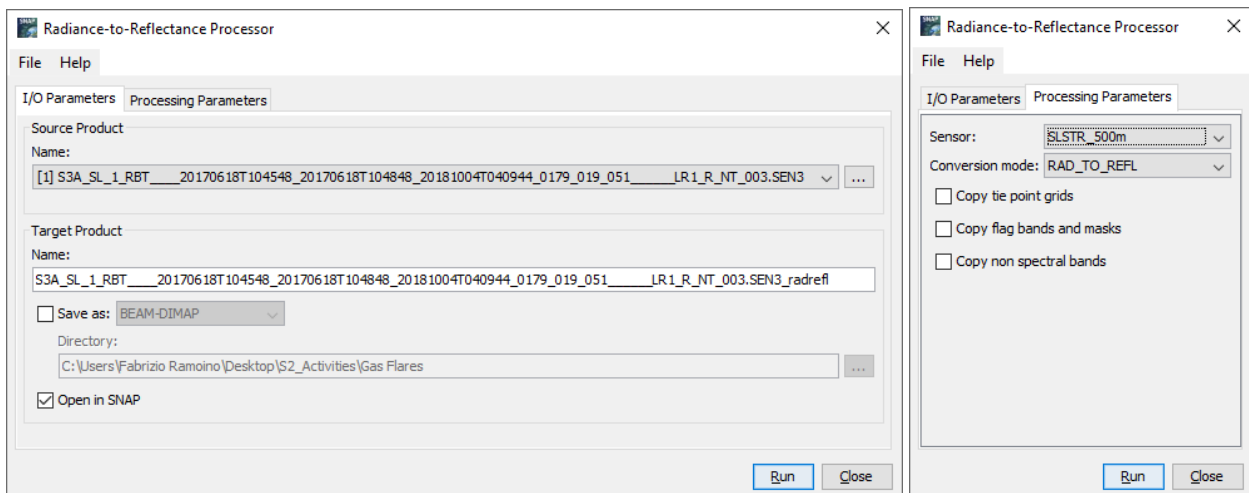 SNAP Radiance-to-Reflectance Processor
File Help
I/O Parameters Processing Parameters
Source Product
Name:
[1] S3A_SL_1_RBT____20170618T104548_20170618T104848_20181004T040944_0179_019_051______LR1_R_NT_003.SEN3 ...
Target Product
Name:
S3A_SL_1_RBT____20170618T104548_20170618T104848_20181004T040944_0179_019_051______LR1_R_NT_003.SEN3_radrefl
Save as: BEAM-DIMAP
Directory:
C:\Users\Fabrizio Ramoino\Desktop\S2_Activities\Gas Flares ...
Open in SNAP
Run Close
SNAP Radiance-to-Reflectance Processor
File Help
I/O Parameters Processing Parameters
Sensor: SLSTR_500m
Conversion mode: RAD_TO_REFL
Copy tie point grids
Copy flag bands and masks
Copy non spectral bands
Run Close